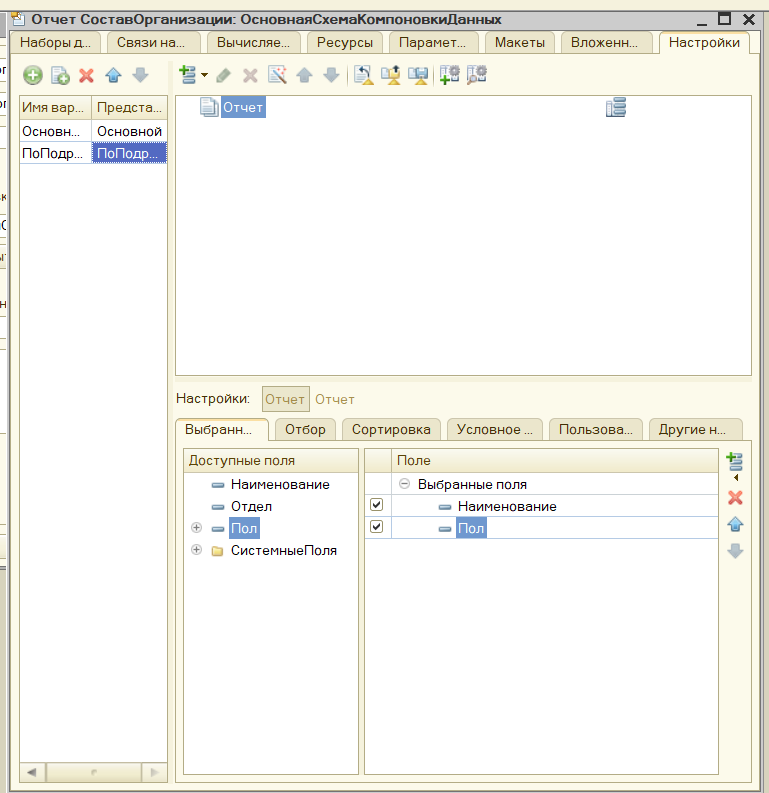 Отчет СоставОрганизации: ОсновнаяСхемаКомпоновкиДанных
Наборы д... Связи на... Вычисляе... Ресурсы Парамет... Макеты Вложенн... Настройки
Имя вар... Предста...
Основн... Основной
ПоПодр... ПоПодр...
Отчет
Настройки: Отчет Отчет
Выбранн... Отбор Сортировка Условное ... Пользова... Другие н...
Доступные поля
Наименование
Отдел
Пол
СистемныеПоля
Поле
Выбранные поля
Наименование
Пол